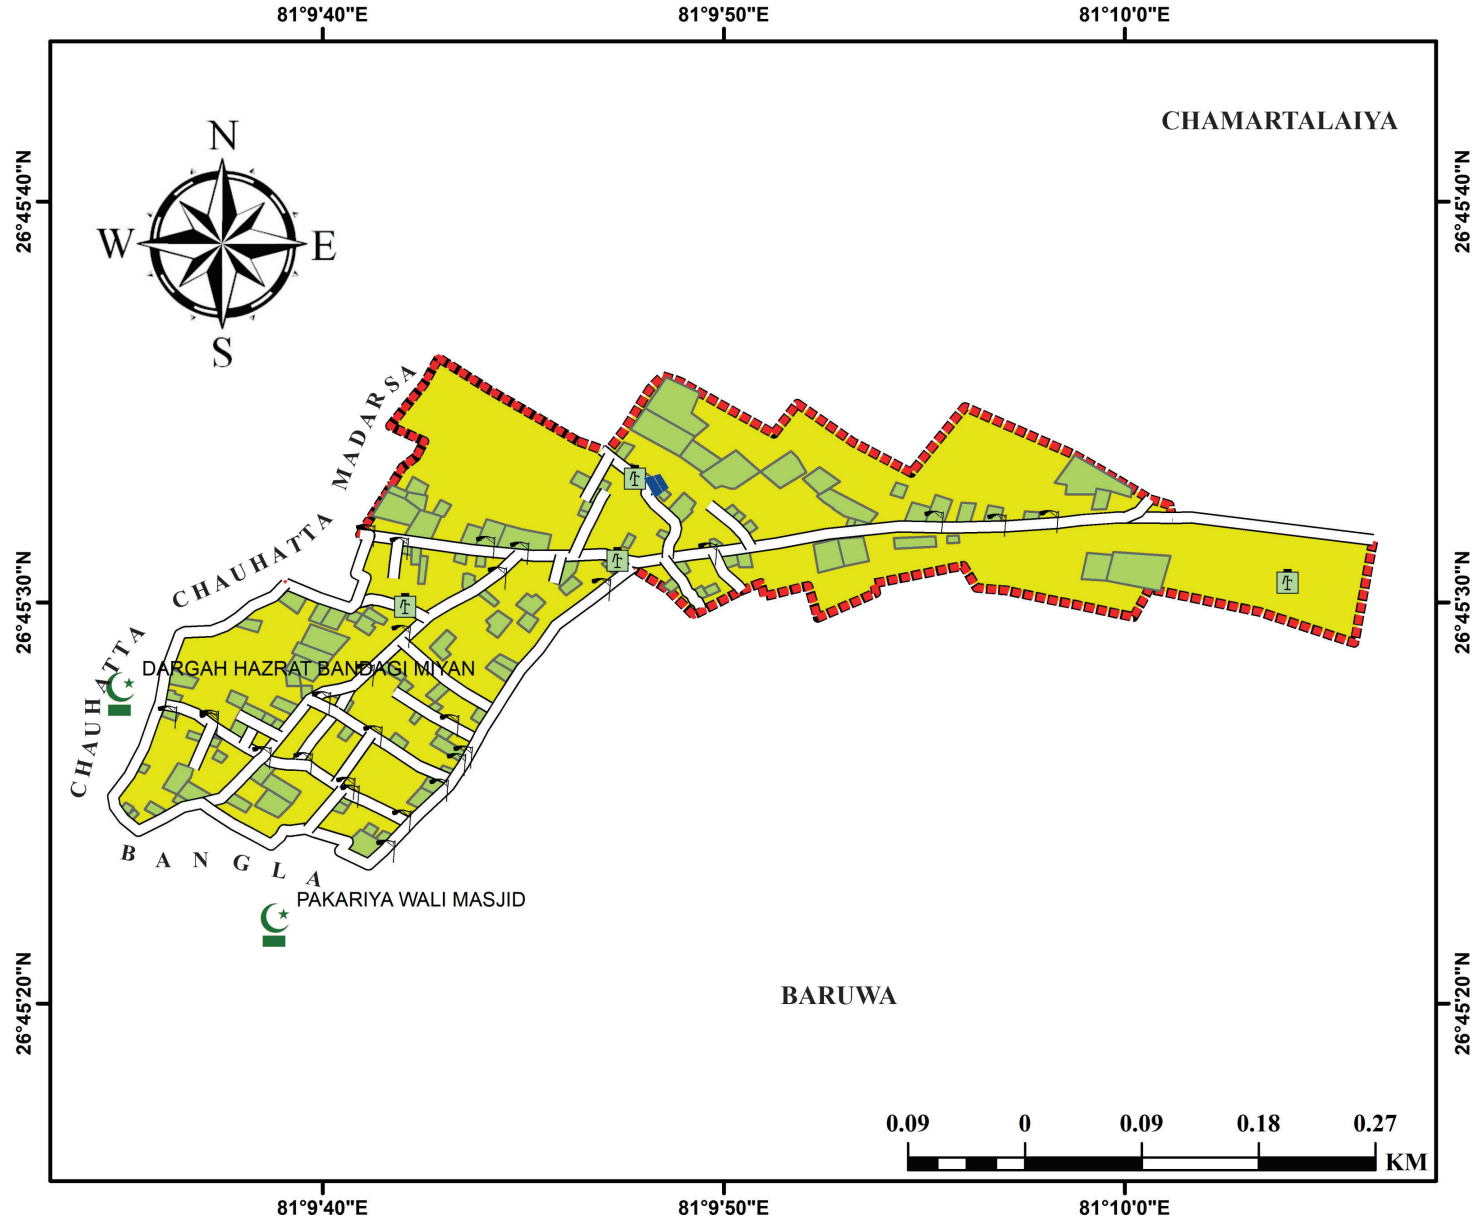 81°9'40"E
81°9'50"E
81°10'0"E
CHAMARTALAIYA
26°45'40"N
26°45'40"N
N
W
E
S
CHAUHATTA MADARSA
26°45'30"N
26°45'30"N
CHAUHATTA
DARGAH HAZRAT BANDAGI MIYAN
BANGLA
PAKARIYA WALI MASJID
BARUWA
26°45'20"N
26°45'20"N
0.09 0 0.09 0.18 0.27
KM
81°9'40"E
81°9'50"E
81°10'0"E